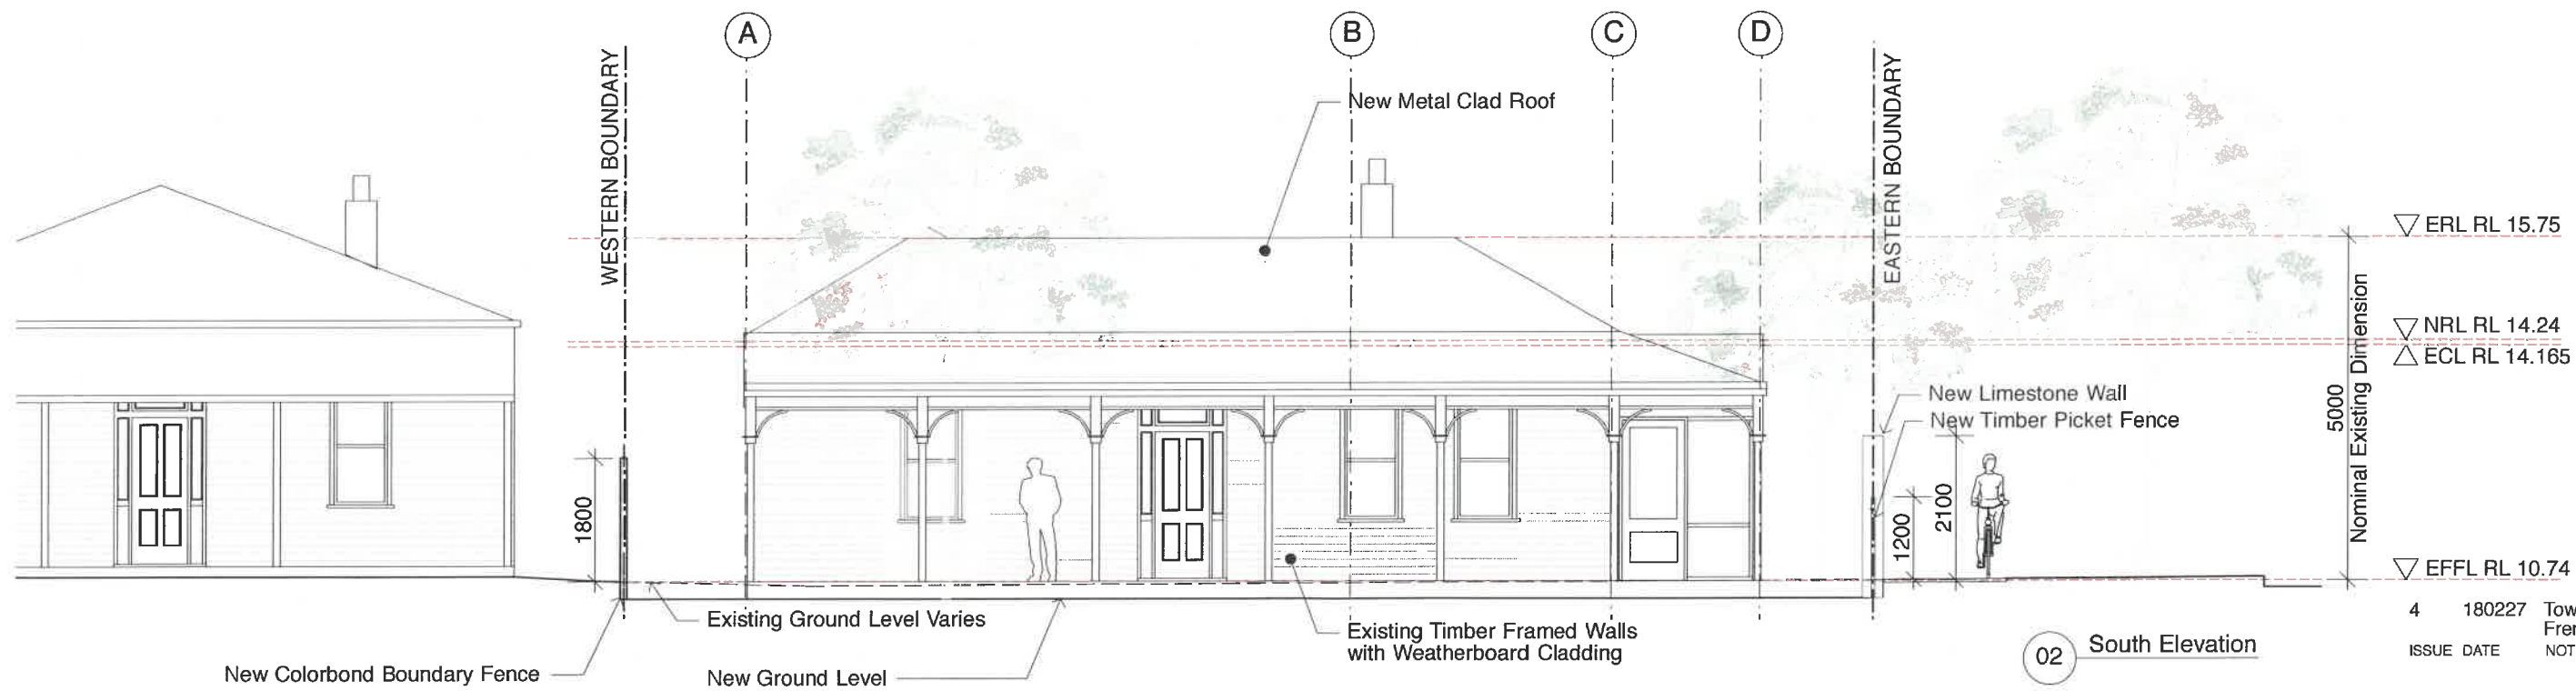 A
B
C
D
WESTERN BOUNDARY
EASTERN BOUNDARY
New Metal Clad Roof
ERL RL 15.75
NRL RL 14.24
ECL RL 14.165
5000
Nominal Existing Dimension
New Limestone Wall
New Timber Picket Fence
1800
1200
2100
EFFL RL 10.74
Existing Ground Level Varies
Existing Timber Framed Walls
with Weatherboard Cladding
New Colorbond Boundary Fence
New Ground Level
02 South Elevation
4 180227 Tow
Frem
ISSUE DATE NOT